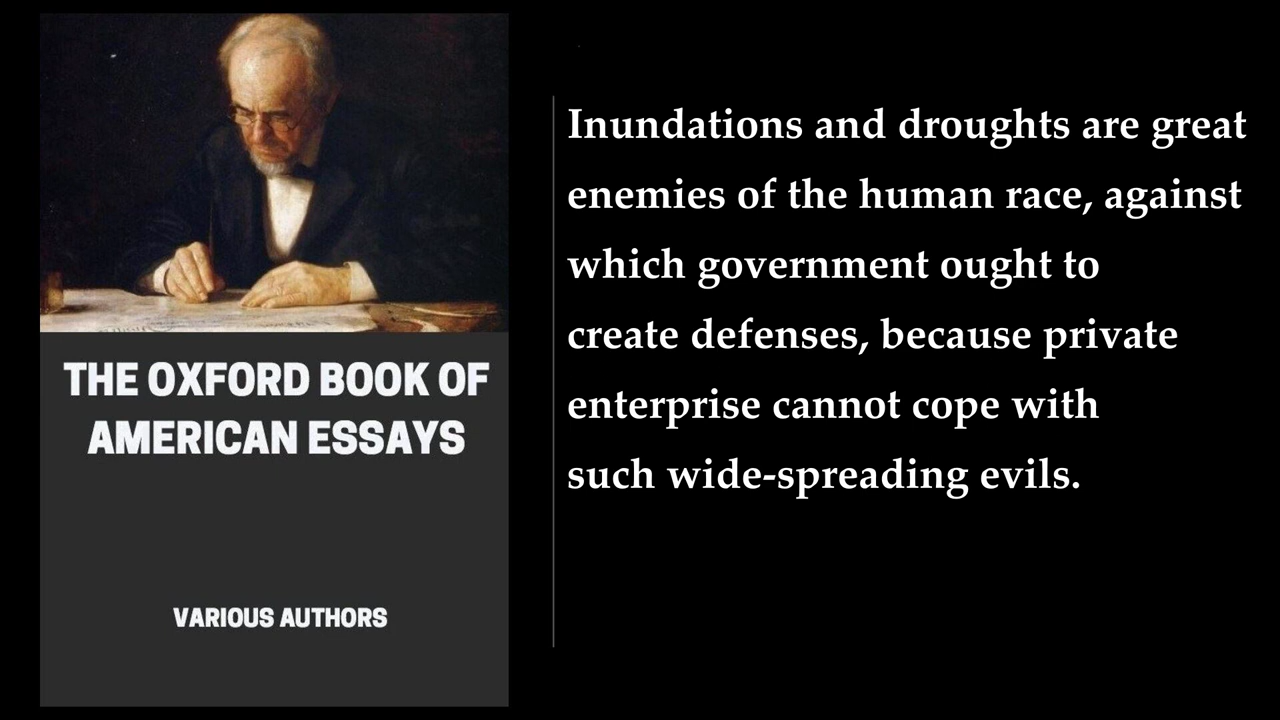 THE OXFORD BOOK OF
AMERICAN ESSAYS
VARIOUS AUTHORS
Inundations and droughts are great
enemies of the human race, against
which government ought to
create defenses, because private
enterprise cannot cope with
such wide-spreading evils.